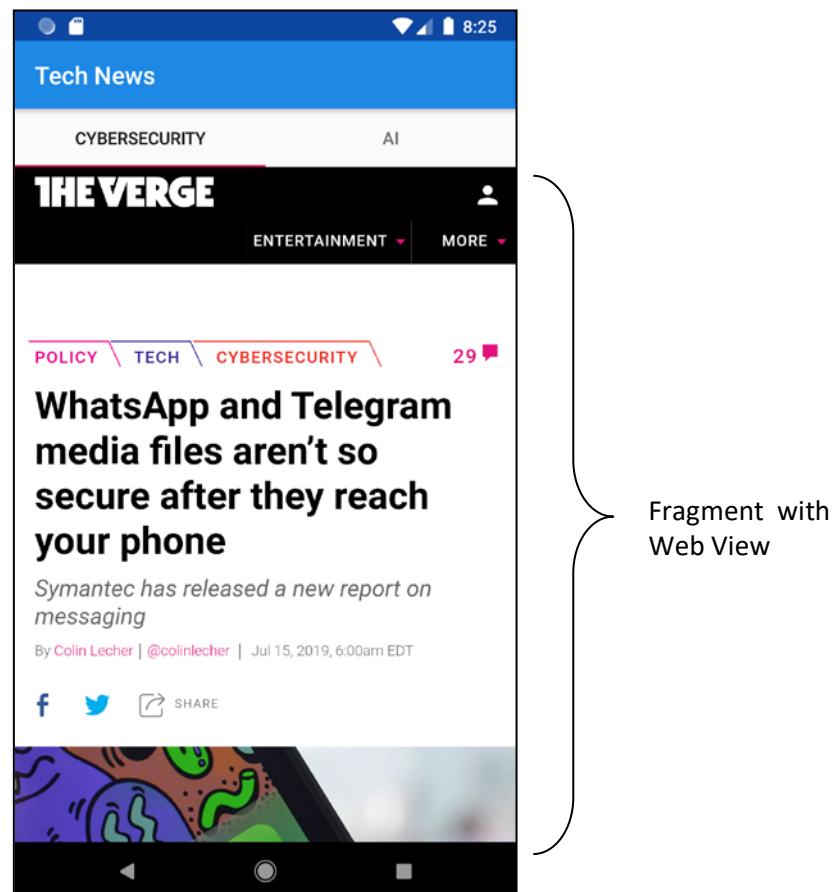 8:25
Tech News
CYBERSECURITY AI
THE VERGE
ENTERTAINMENT MORE
POLICY TECH CYBERSECURITY 29
WhatsApp and Telegram
media files aren't so
secure after they reach
your phone
Symantec has released a new report on
messaging
By Colin Lecher | @colinlecher | Jul 15, 2019, 6:00am EDT
f SHARE
Fragment with
Web View